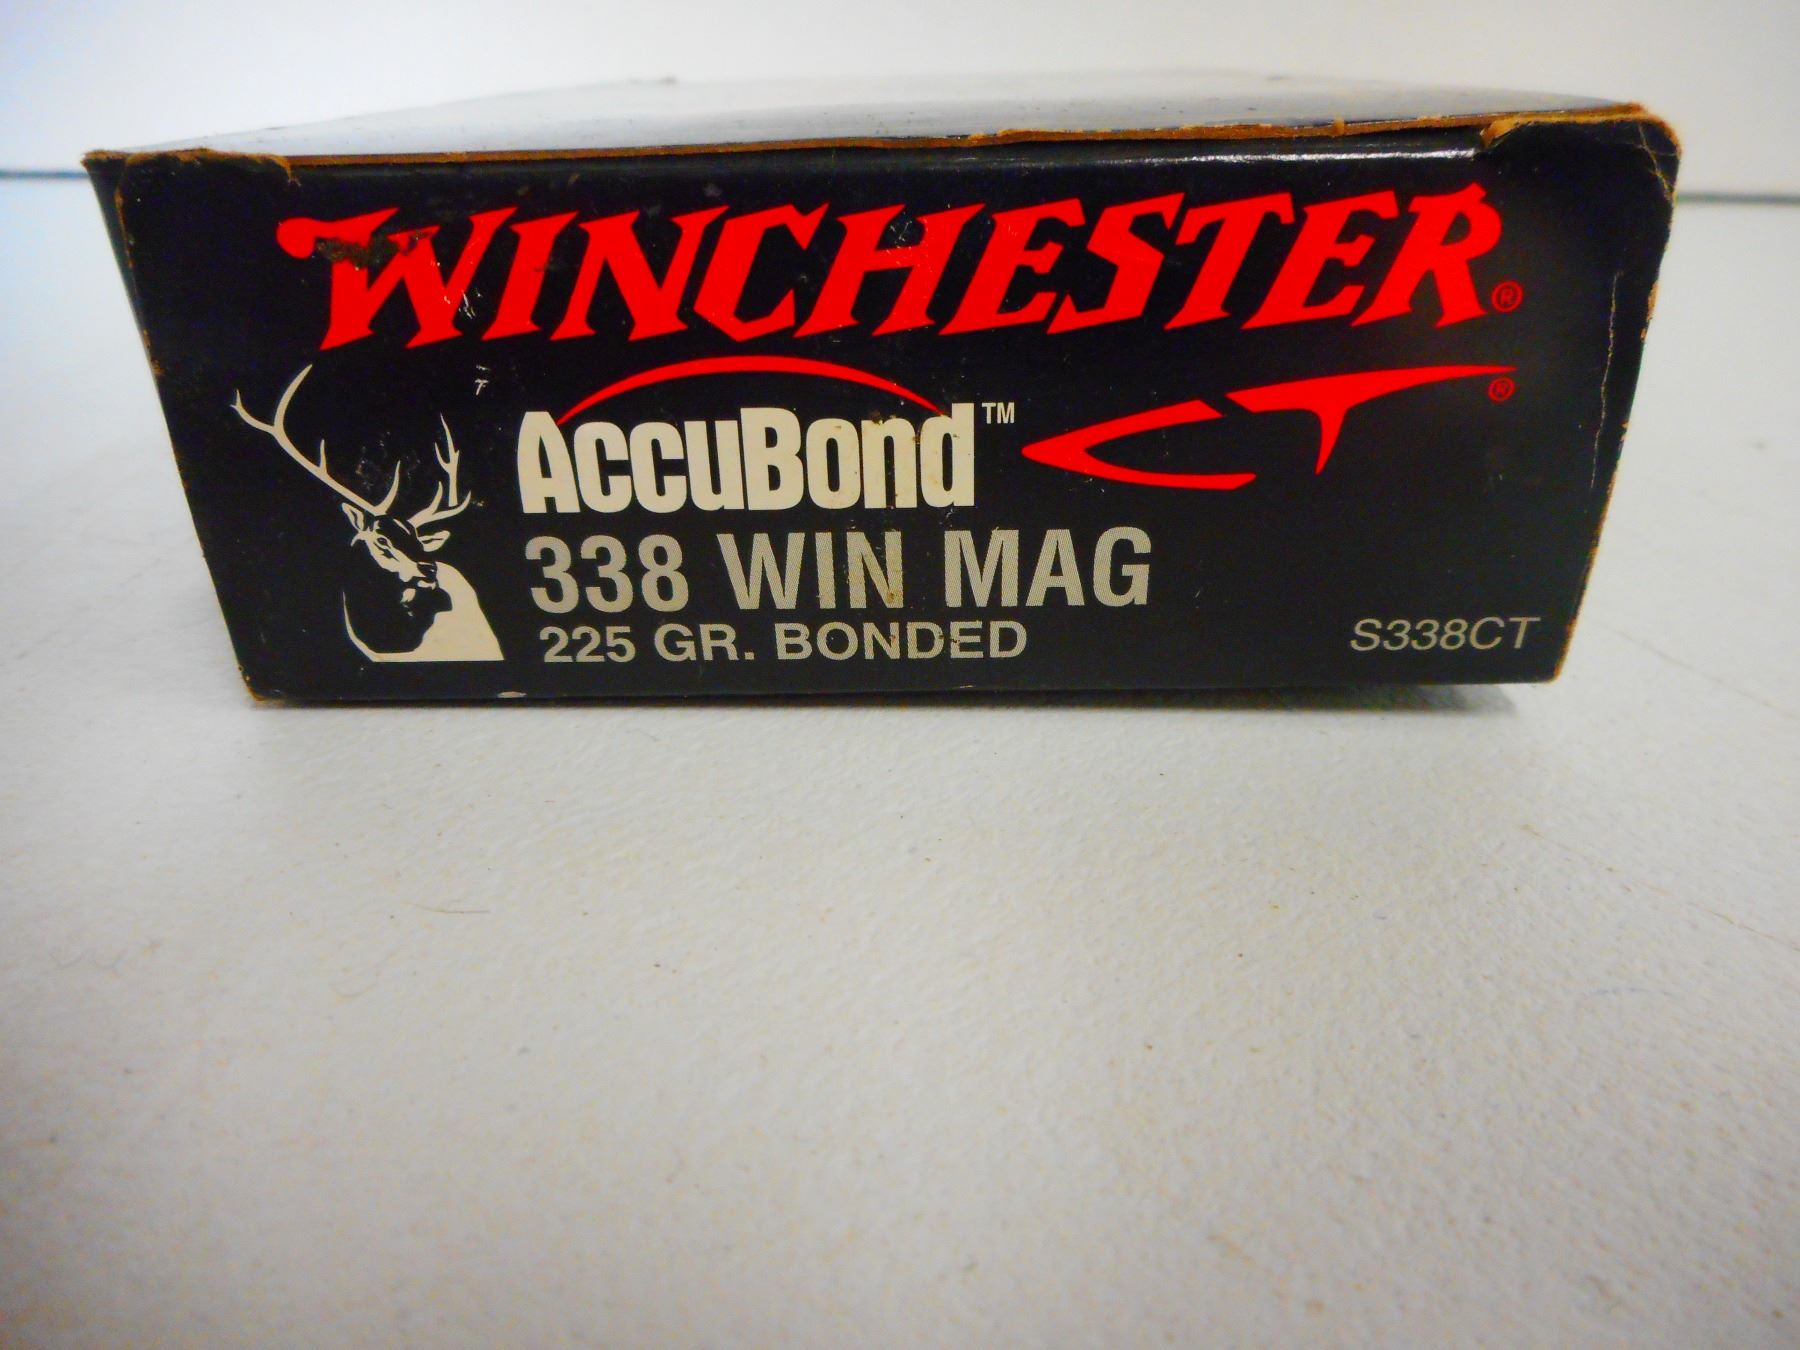 WINCHESTER®
AccuBond™ CT®
338 WIN MAG
225 GR. BONDED
S338CT